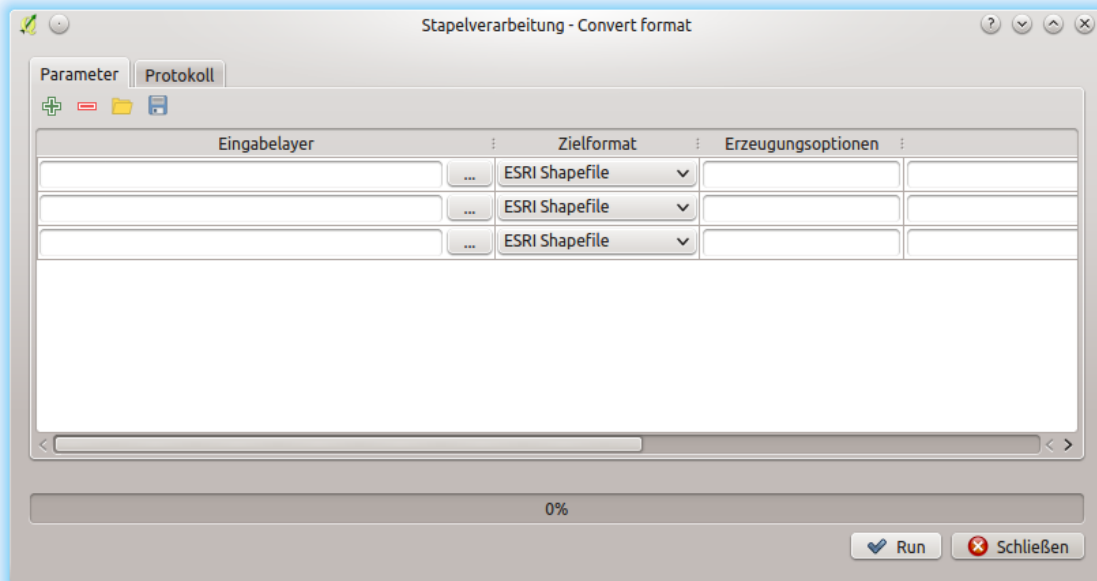 Stapelverarbeitung - Convert format
Parameter
Protokoll
Eingabelayer Zielformat Erzeugungsoptionen
... ESRI Shapefile
... ESRI Shapefile
... ESRI Shapefile
0%
Run
Schließen